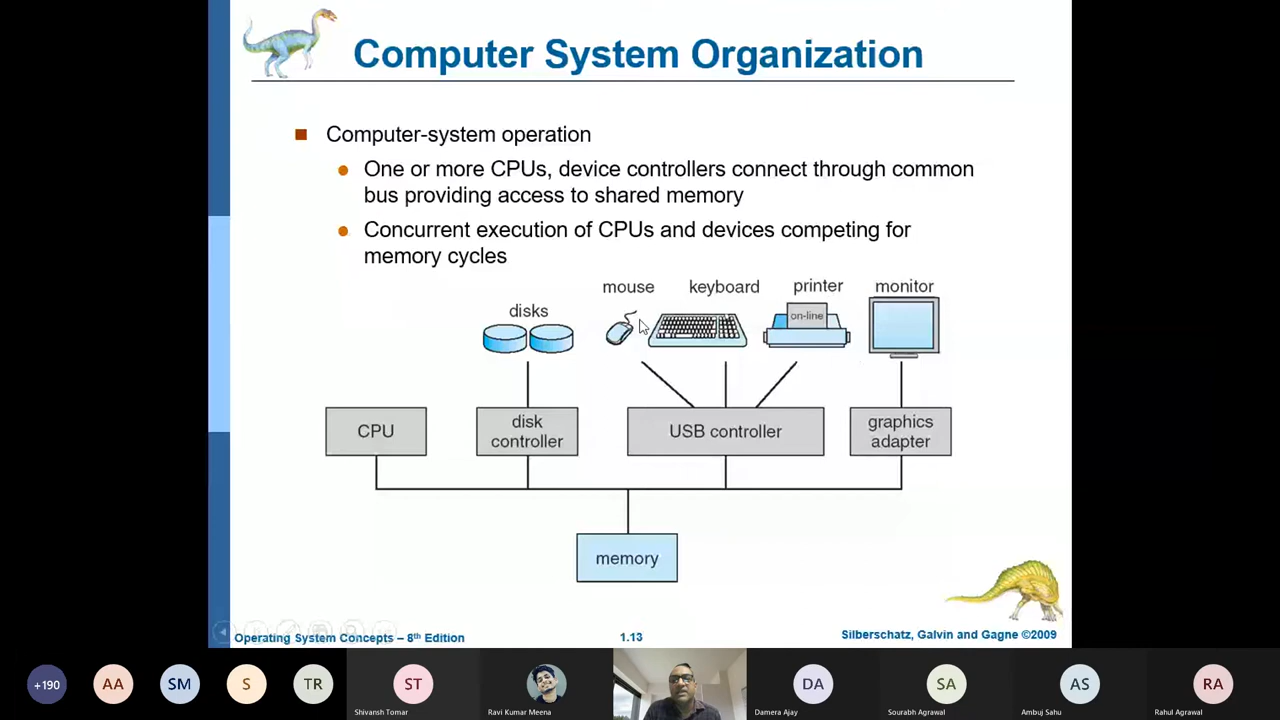 Computer System Organization
Computer-system operation
One or more CPUs, device controllers connect through common
bus providing access to shared memory
Concurrent execution of CPUs and devices competing for
memory cycles
mouse
keyboard
printer
monitor
disks
on-line
CPU
disk
controller
USB controller
graphics
adapter
memory
Operating System Concepts – 8th Edition
1.13
Silberschatz, Galvin and Gagne ©2009
+190
AA
SM
S
TR
ST
DA
SA
AS
RA
Shivansh Tomar
Ravi Kumar Meena
Damera Ajay
Sourabh Agrawal
Ambuj Sahu
Rahul Agrawal